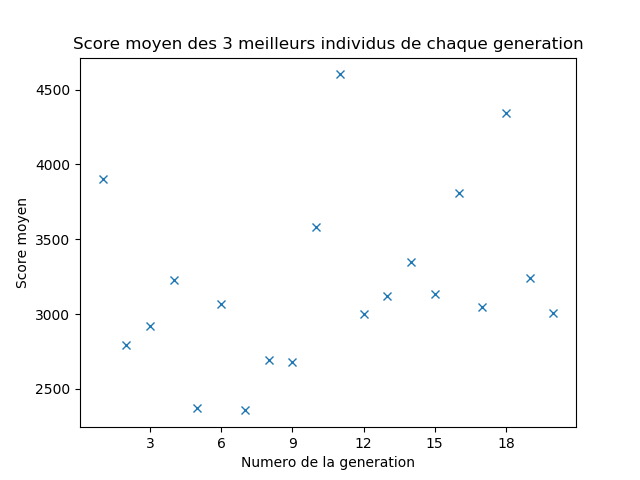 Score moyen des 3 meilleurs individus de chaque generation
4500
4000
3500
3000
2500
Score moyen
3 6 9 12 15 18
Numero de la generation